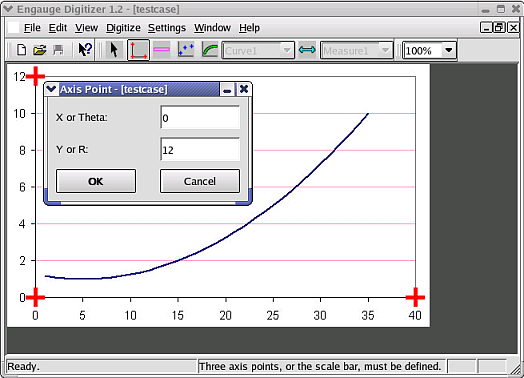 Engauge Digitizer 1.2 - [testcase]
File Edit View Digitize Settings Window Help
Curve1 Measure1 100%
12
Axis Point - [testcase]
X or Theta: 0
Y or R: 12
OK Cancel
10
8
6
4
2
0
0 5 10 15 20 25 30 35 40
Ready. Three axis points, or the scale bar, must be defined.